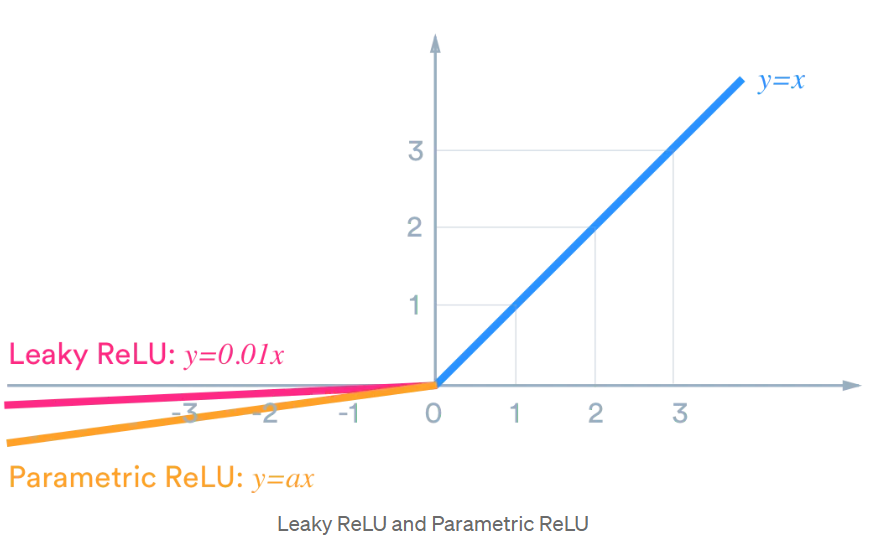 y=x
3
2
1
Leaky ReLU: y=0.01x
-3 -2 -1 0 1 2 3
Parametric ReLU: y=ax
Leaky ReLU and Parametric ReLU